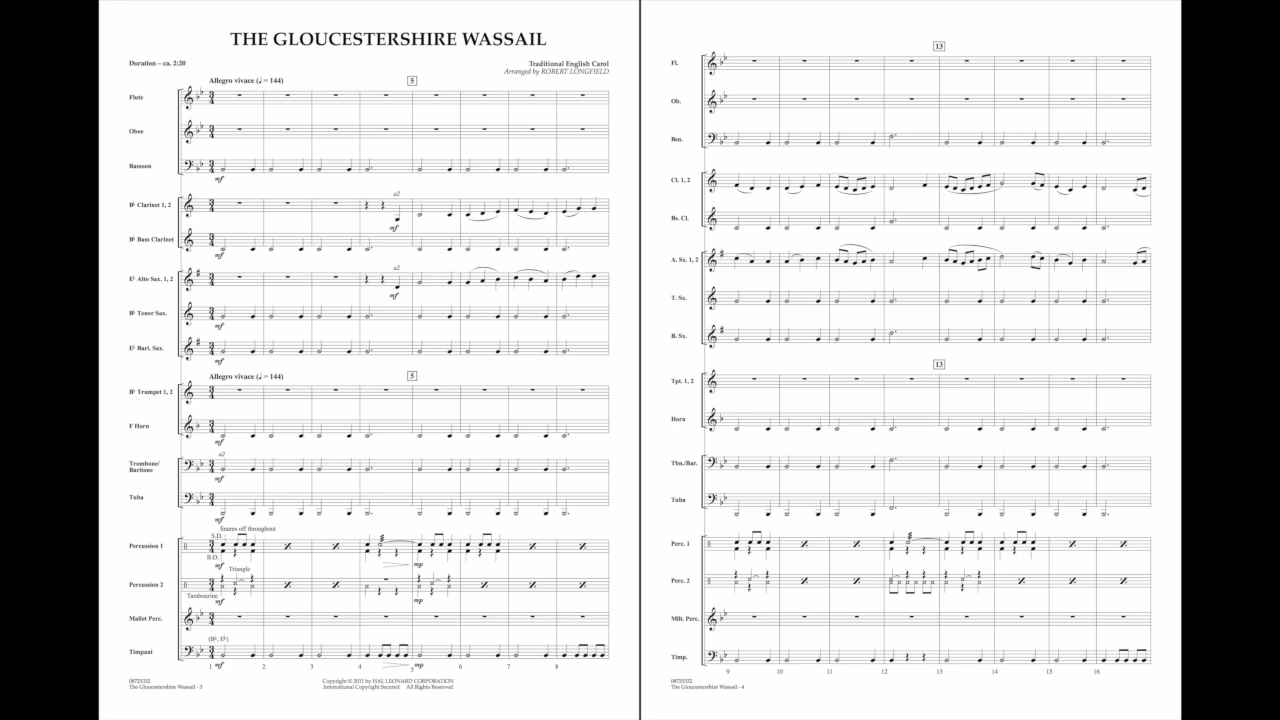 THE GLOUCESTERSHIRE WASSAIL
Duration – ca. 2:20
Traditional English Carol
Arranged by ROBERT LONGFIELD
Allegro vivace (♩ = 144)
5
Flute
Oboe
Bassoon
mf
B♭ Clarinet 1, 2
a2
mf
B♭ Bass Clarinet
mf
E♭ Alto Sax. 1, 2
a2
mf
B♭ Tenor Sax.
mf
E♭ Bari. Sax.
mf
Allegro vivace (♩ = 144)
5
B♭ Trumpet 1, 2
F Horn
mf
a2
Trombone/
Baritone
mf
Tuba
mf
Snares off throughout
S.D.
Percussion 1
B.D.
mf
mp
Triangle
Percussion 2
Tambourine
mf
mp
Mallet Perc.
(B♭, E♭)
Timpani
mf
mp
1 2 3 4 5 6 7 8
08725332
The Gloucestershire Wassail - 3
Copyright © 2011 by HAL LEONARD CORPORATION
International Copyright Secured All Rights Reserved
13
Fl.
Ob.
Bsn.
Cl. 1, 2
Bs. Cl.
A. Sx. 1, 2
T. Sx.
B. Sx.
13
Tpt. 1, 2
Horn
Tbn./Bar.
Tuba
Perc. 1
Perc. 2
Mlt. Perc.
Timp.
9 10 11 12 13 14 15 16
08725332
The Gloucestershire Wassail - 4